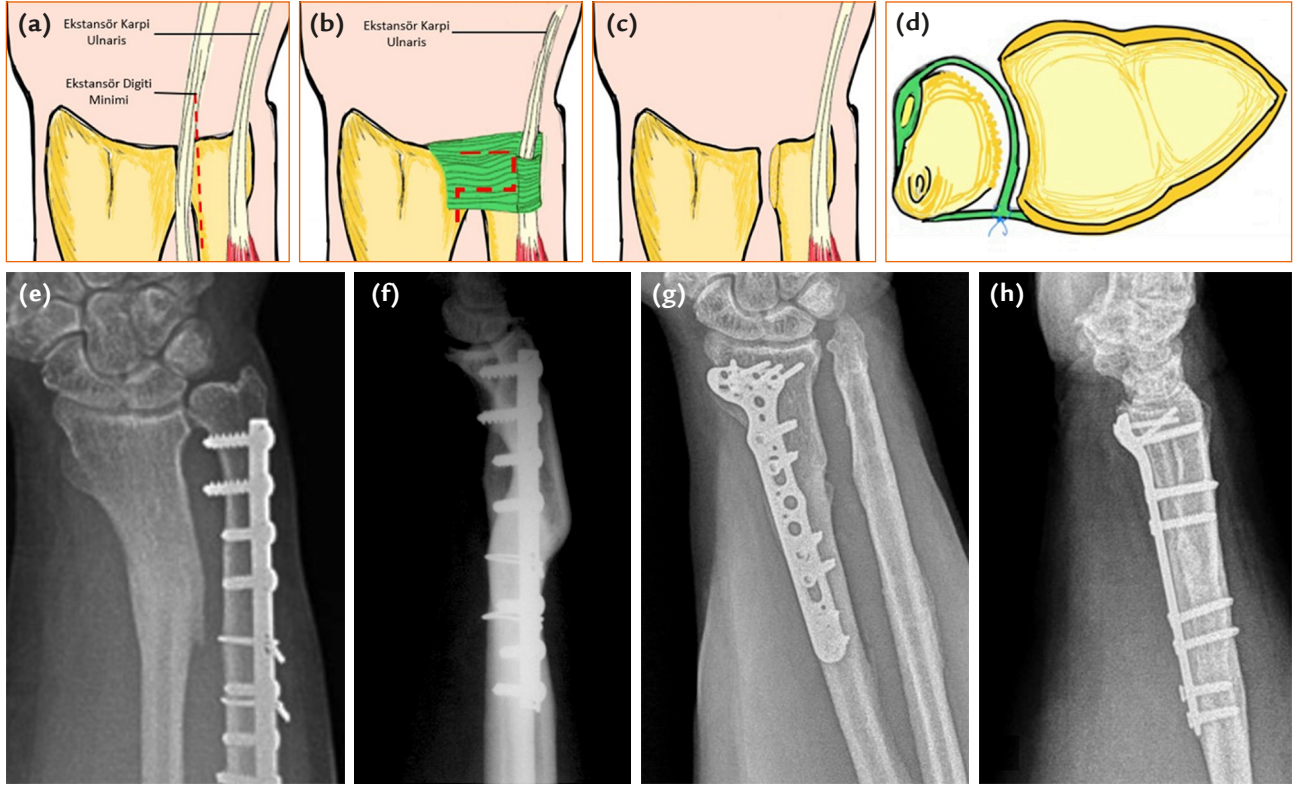 (a)
Ekstansör Karpi
Ulnaris
Ekstansör Digiti
Minimi
(b)
Ekstansör Karpi
Ulnaris
(c)
(d)
(e)
(f)
(g)
(h)